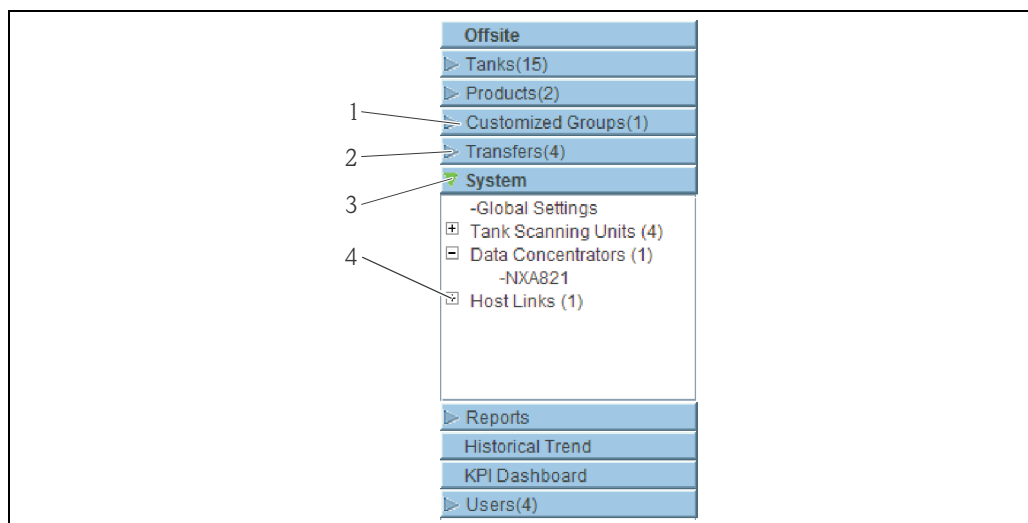 Offsite
Tanks(15)
Products(2)
1 Customized Groups(1)
2 Transfers(4)
3 System
-Global Settings
Tank Scanning Units (4)
4 Data Concentrators (1)
-NXA821
Host Links (1)
Reports
Historical Trend
KPI Dashboard
Users(4)